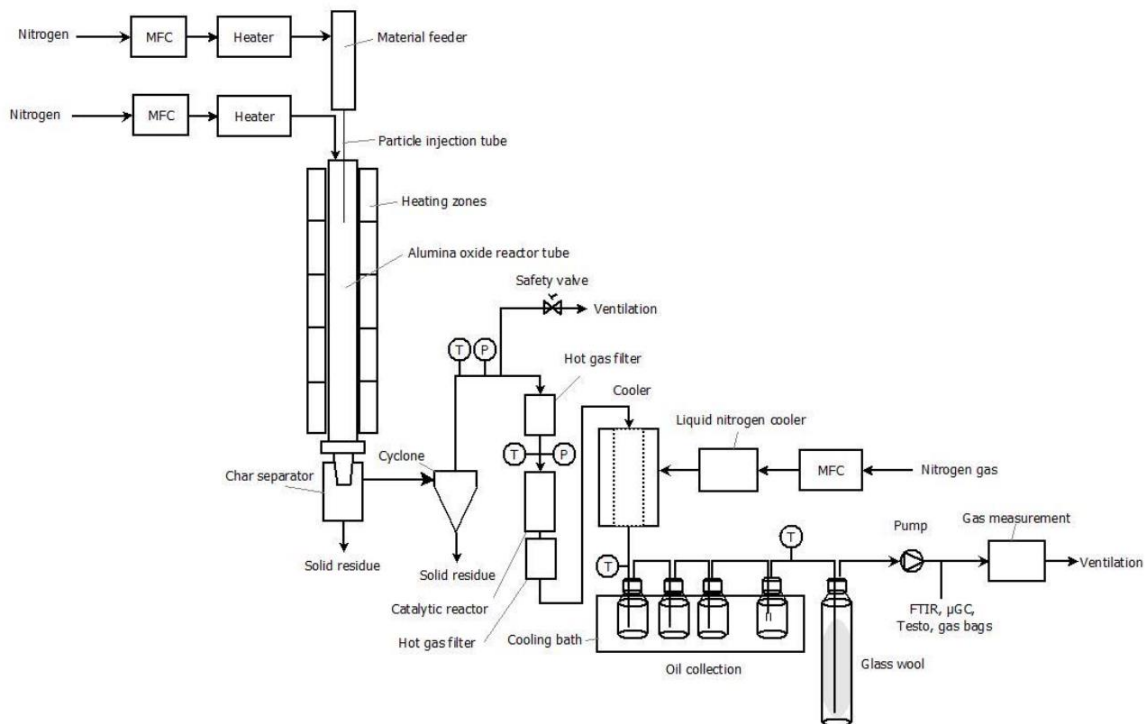 Nitrogen
MFC
Heater
Material feeder
Nitrogen
MFC
Heater
Particle injection tube
Heating zones
Alumina oxide reactor tube
Safety valve
Ventilation
T
P
Hot gas filter
Cooler
Liquid nitrogen cooler
Cyclone
T
P
MFC
Nitrogen gas
Char separator
Pump
Gas measurement
T
Solid residue
Solid residue
T
Ventilation
Catalytic reactor
FTIR, µGC,
Testo, gas bags
Hot gas filter
Cooling bath
Oil collection
Glass wool